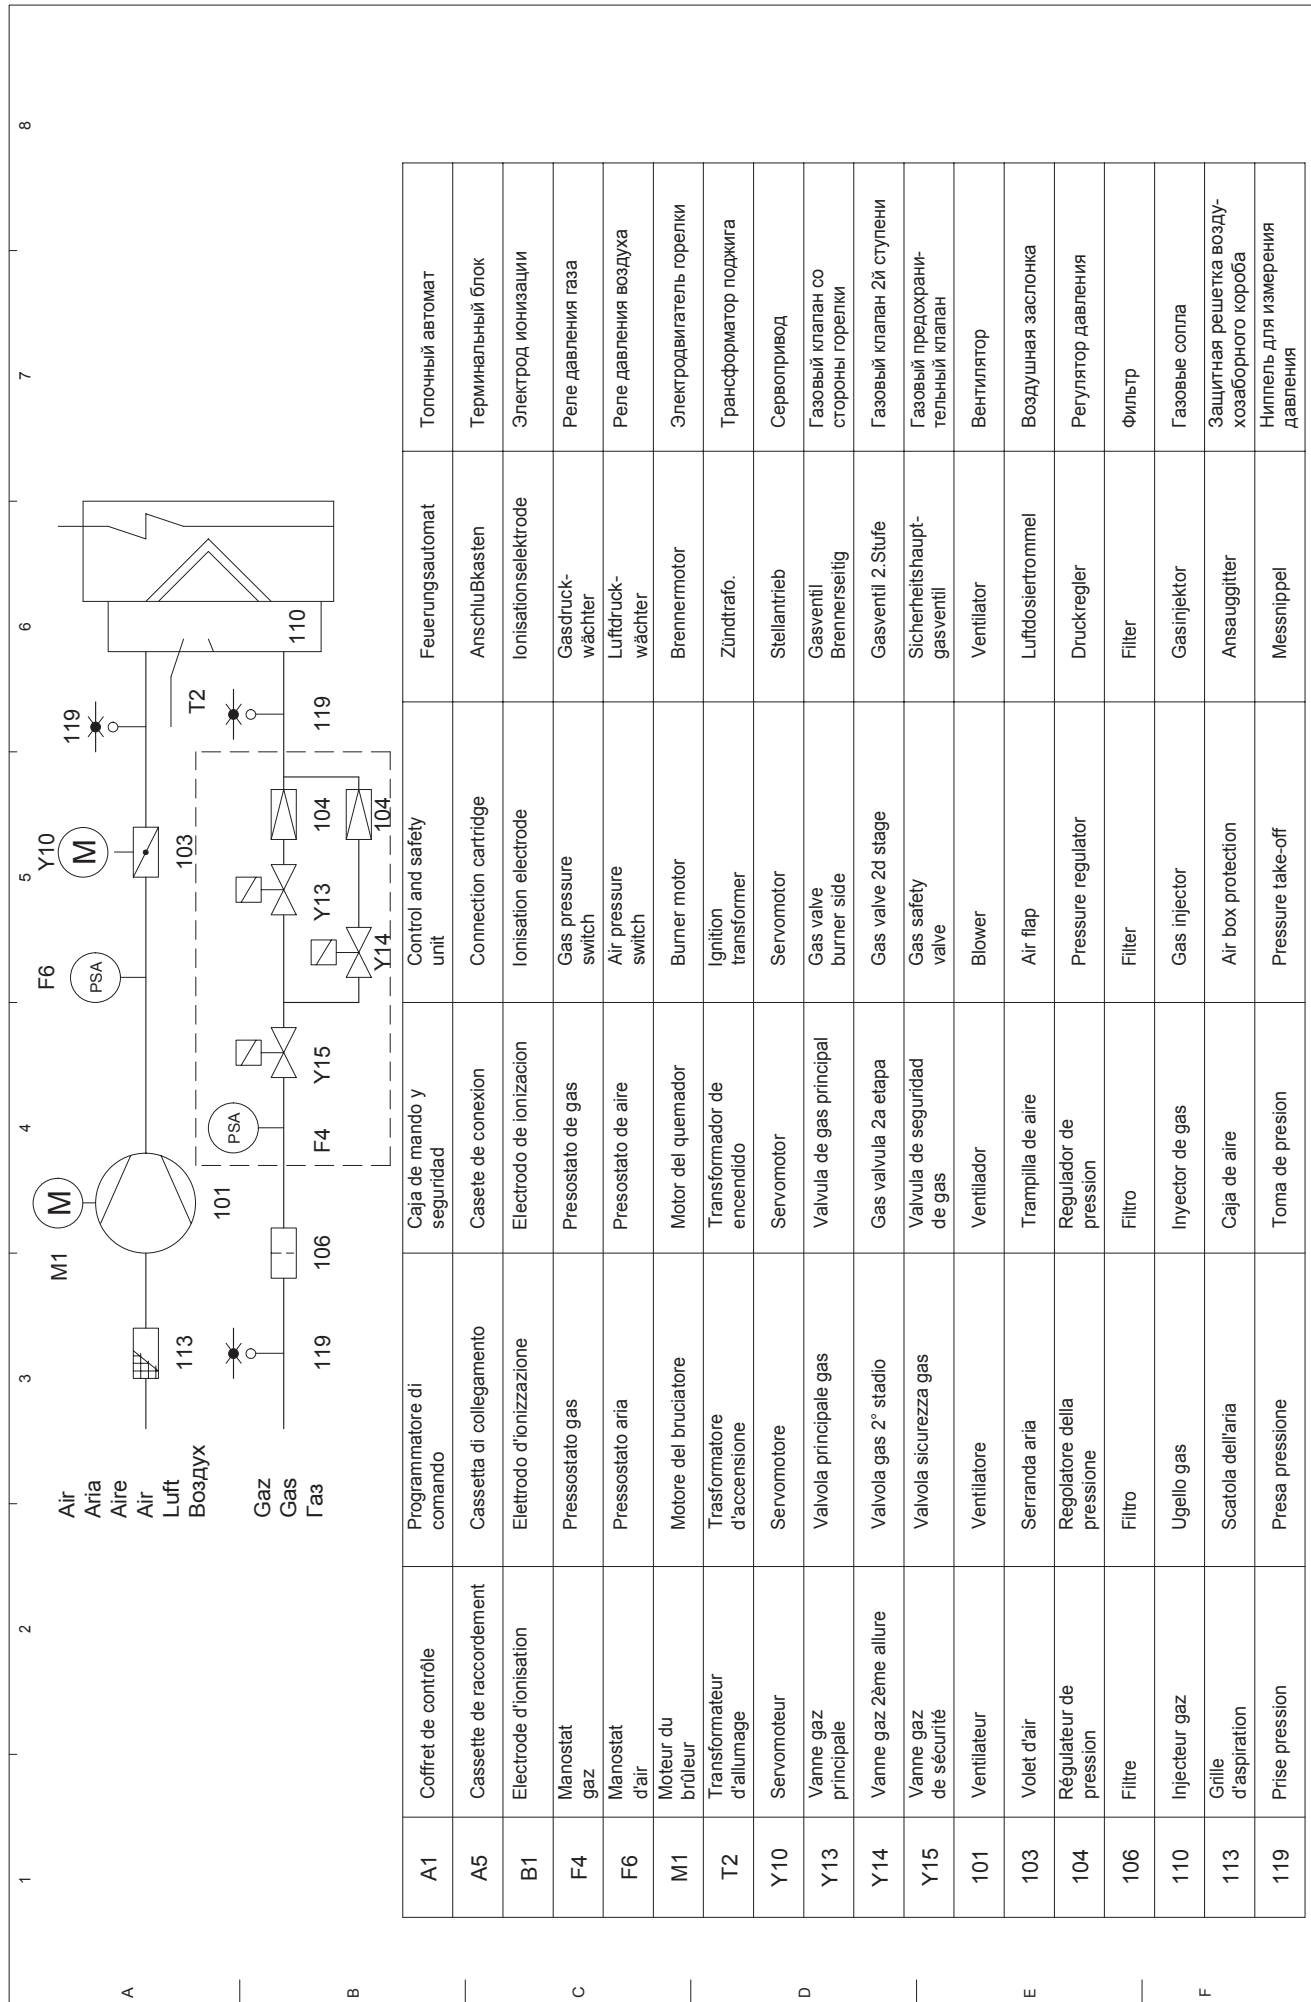 1
2
3
4
5
6
7
8
A
B
C
D
E
F
Air
Aria
Aire
Air
Luft
Воздух
Gaz
Gas
Газ
113
M1
M
101
F6
PSA
Y10
M
103
119
T2
110
119
106
PSA
F4
Y15
Y13
104
Y14
104
119
A1
Coffret de contrôle
Programmatore di
comando
Caja de mando y
seguridad
Control and safety
unit
Feuerungsautomat
Топочный автомат
A5
Cassette de raccordement
Cassetta di collegamento
Casete de conexion
Connection cartridge
AnschluBkasten
Терминальный блок
B1
Electrode d'ionisation
Elettrodo d'ionizzazione
Electrodo de ionizacion
Ionisation electrode
Ionisationselektrode
Электрод ионизации
F4
Manostat
gaz
Pressostato gas
Presostato de gas
Gas pressure
switch
Gasdruck-
wächter
Реле давления газа
F6
Manostat
d'air
Pressostato aria
Presostato de aire
Air pressure
switch
Luftdruck-
wächter
Реле давления воздуха
M1
Moteur du
brûleur
Motore del bruciatore
Motor del quemador
Burner motor
Brennermotor
Электродвигатель горелки
T2
Transformateur
d'allumage
Trasformatore
d'accensione
Transformador de
encendido
Ignition
transformer
Zündtrafo.
Трансформатор поджига
Y10
Servomoteur
Servomotore
Servomotor
Servomotor
Stellantrieb
Сервопривод
Y13
Vanne gaz
principale
Valvola principale gas
Valvula de gas principal
Gas valve
burner side
Gasventil
Brennerseitig
Газовый клапан со
стороны горелки
Y14
Vanne gaz 2ème allure
Valvola gas 2° stadio
Gas valvula 2a etapa
Gas valve 2d stage
Gasventil 2.Stufe
Газовый клапан 2й ступени
Y15
Vanne gaz
de sécurité
Valvola sicurezza gas
Valvula de seguridad
de gas
Gas safety
valve
Sicherheitshaupt-
gasventil
Газовый предохрани-
тельный клапан
101
Ventilateur
Ventilatore
Ventilador
Blower
Ventilator
Вентилятор
103
Volet d'air
Serranda aria
Trampilla de aire
Air flap
Luftdosiertrommel
Воздушная заслонка
104
Régulateur de
pression
Regolatore della
pressione
Regulador de
pression
Pressure regulator
Druckregler
Регулятор давления
106
Filtre
Filtro
Filtro
Filter
Filter
Фильтр
110
Injecteur gaz
Ugello gas
Inyector de gas
Gas injector
Gasinjektor
Газовые сопла
113
Grille
d'aspiration
Scatola dell'aria
Caja de aire
Air box protection
Ansauggitter
Защитная решетка возду-
хозаборного короба
119
Prise pression
Presa pressione
Toma de presion
Pressure take-off
Messnippel
Ниппель для измерения
давления